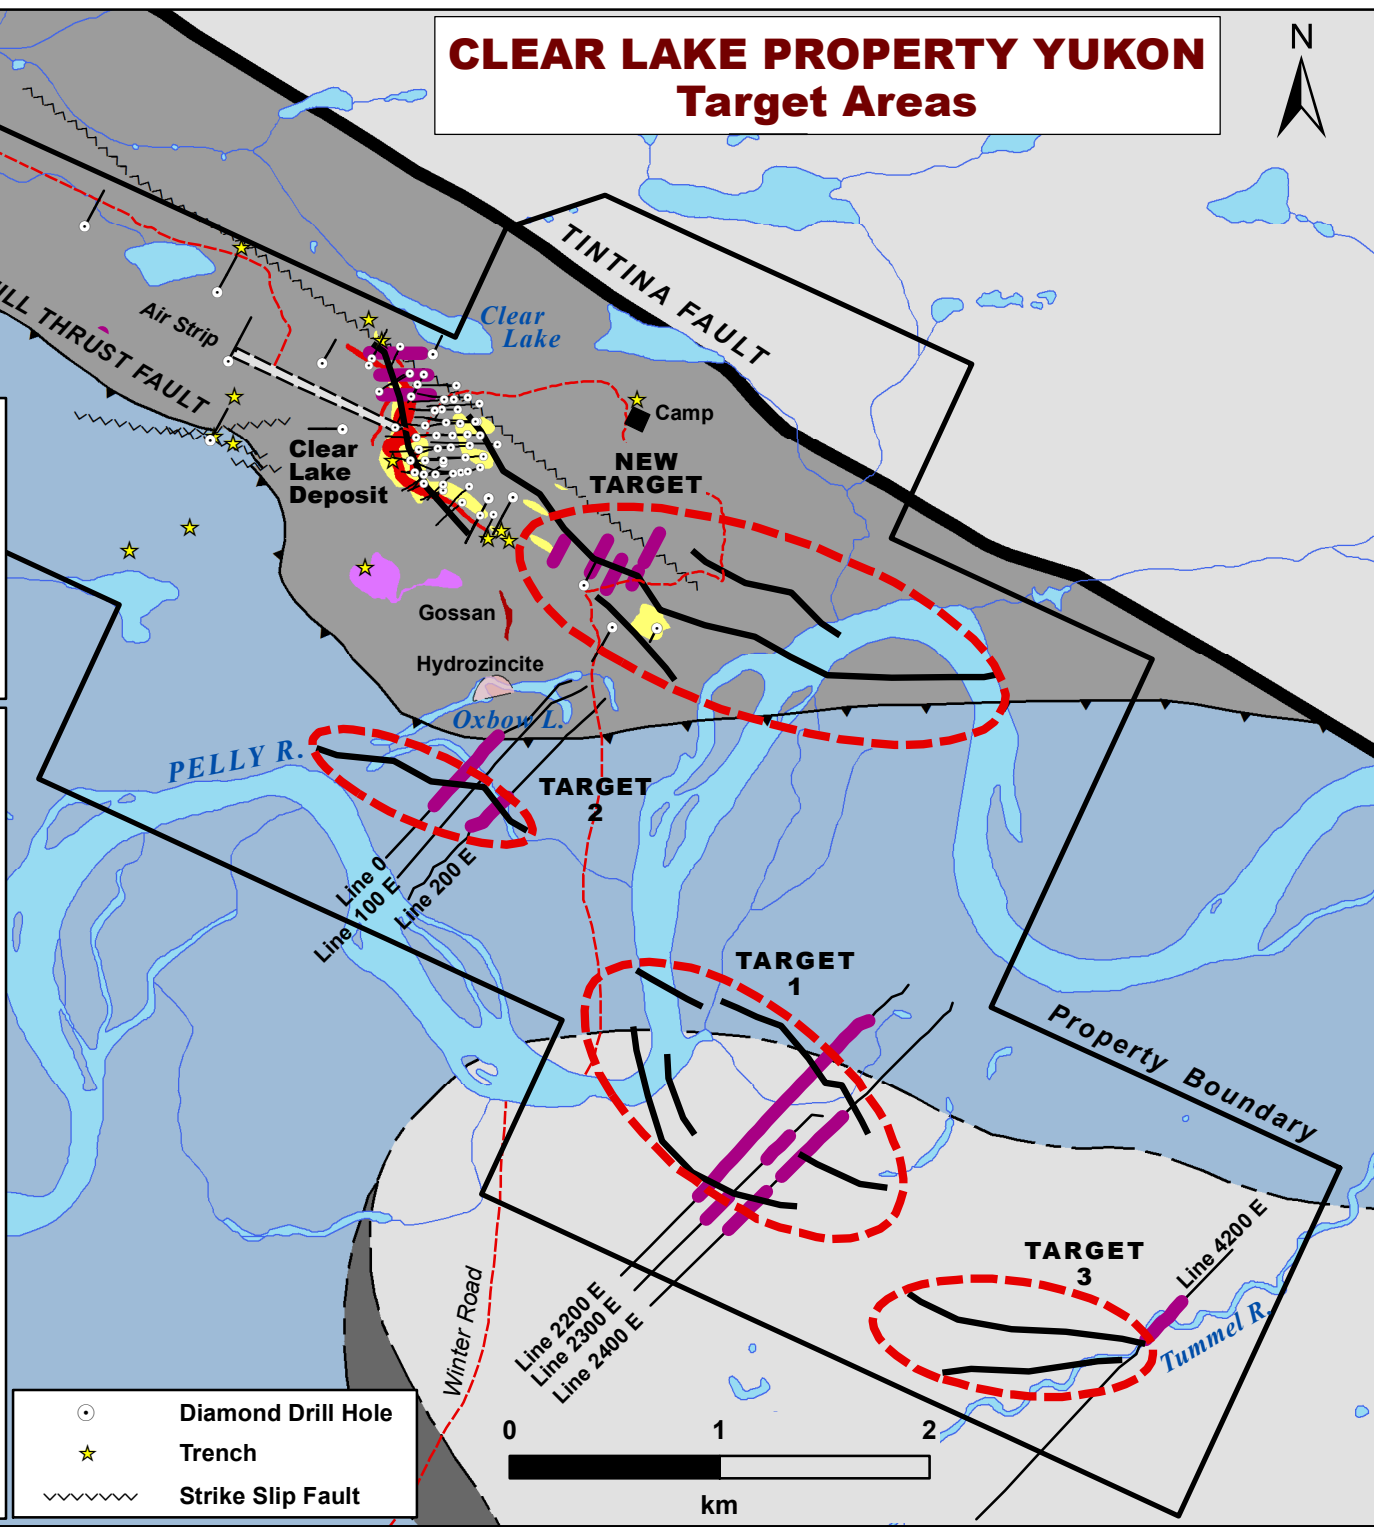 CLEAR LAKE PROPERTY YUKON
Target Areas
N
TINTINA FAULT
Clear
Lake
Air Strip
ILL THRUST FAULT
Camp
Clear
Lake
Deposit
NEW
TARGET
Gossan
Hydrozincite
Oxbow L.
PELLY R.
TARGET
2
Line 0
Line 100 E
Line 200 E
TARGET
1
Property Boundary
TARGET
3
Line 4200 E
Tummel R.
Line 2200 E
Line 2300 E
Line 2400 E
Winter Road
Diamond Drill Hole
Trench
Strike Slip Fault
0 1 2
km